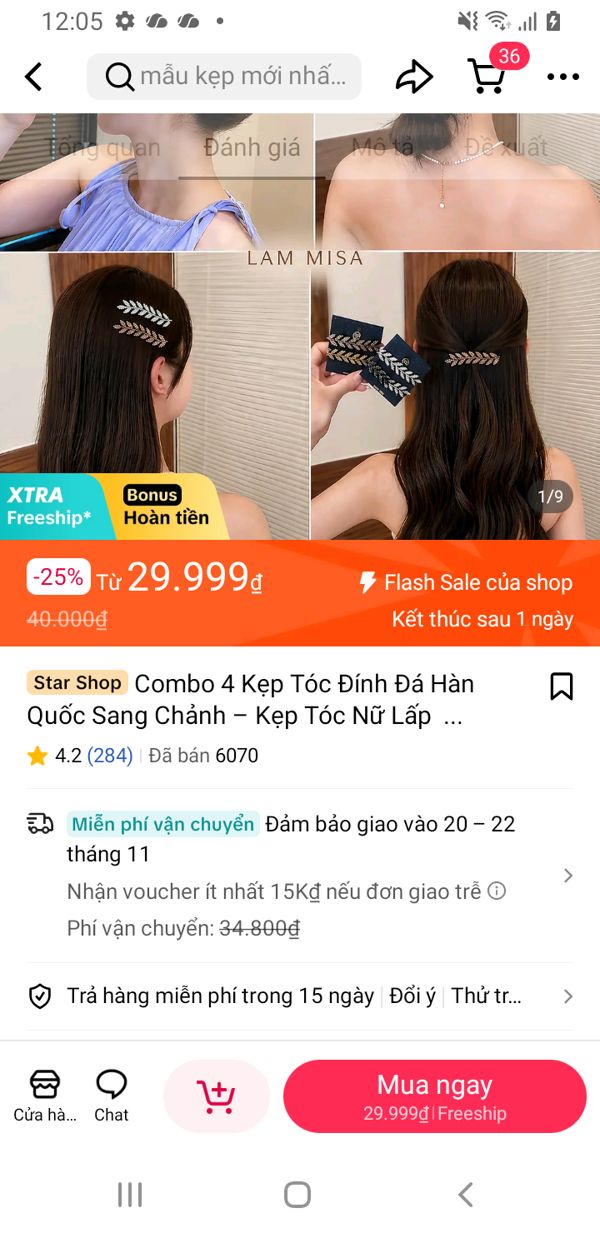 12:05
mẫu kẹp mới nhấ...
36
Tổng quan Đánh giá Mô tả Đề xuất
LAM MISA
XTRA
Freeship*
Bonus
Hoàn tiền
1/9
-25% Từ 29.999₫
40.000₫
Flash Sale của shop
Kết thúc sau 1 ngày
Star Shop Combo 4 Kẹp Tóc Đính Đá Hàn
Quốc Sang Chảnh – Kẹp Tóc Nữ Lấp ...
4.2 (284) Đã bán 6070
Miễn phí vận chuyển Đảm bảo giao vào 20 – 22
tháng 11
Nhận voucher ít nhất 15K₫ nếu đơn giao trễ
Phí vận chuyển: 34.800₫
Trả hàng miễn phí trong 15 ngày Đổi ý Thử tr...
Cửa hà...
Chat
Mua ngay
29.999₫ Freeship